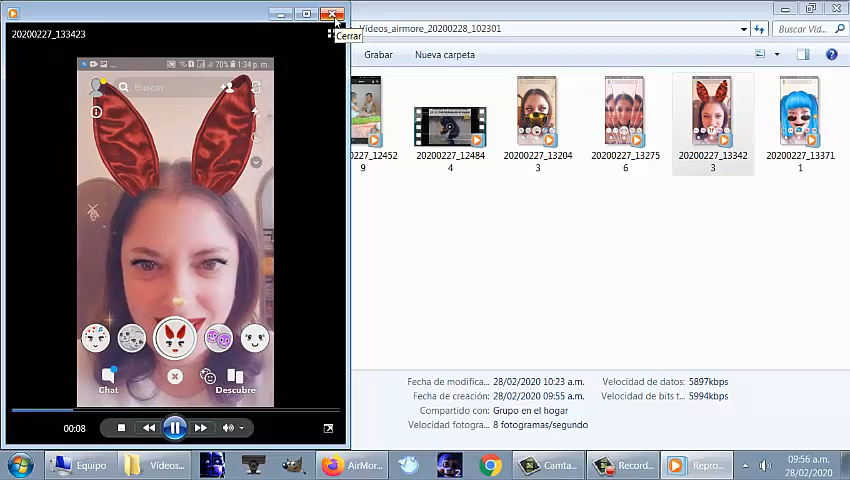 20200227_133423
Cerrar
70% 1:34 p. m.
Buscar
Chat
Descubre
00:08
Vídeos_airmore_20200228_102301
Buscar Víd...
Grabar
Nueva carpeta
20200227_12452
9
20200227_12484
4
20200227_13204
3
20200227_13275
6
20200227_13342
3
20200227_13371
1
Fecha de modifica... 28/02/2020 10:23 a.m.
Velocidad de datos: 5897kbps
Fecha de creación: 28/02/2020 09:55 a.m.
Velocidad de bits t... 5994kbps
Compartido con: Grupo en el hogar
Velocidad fotogra... 8 fotogramas/segundo
Equipo
Vídeos...
AirMor...
Camta...
Record...
Repro...
09:56 a.m.
28/02/2020